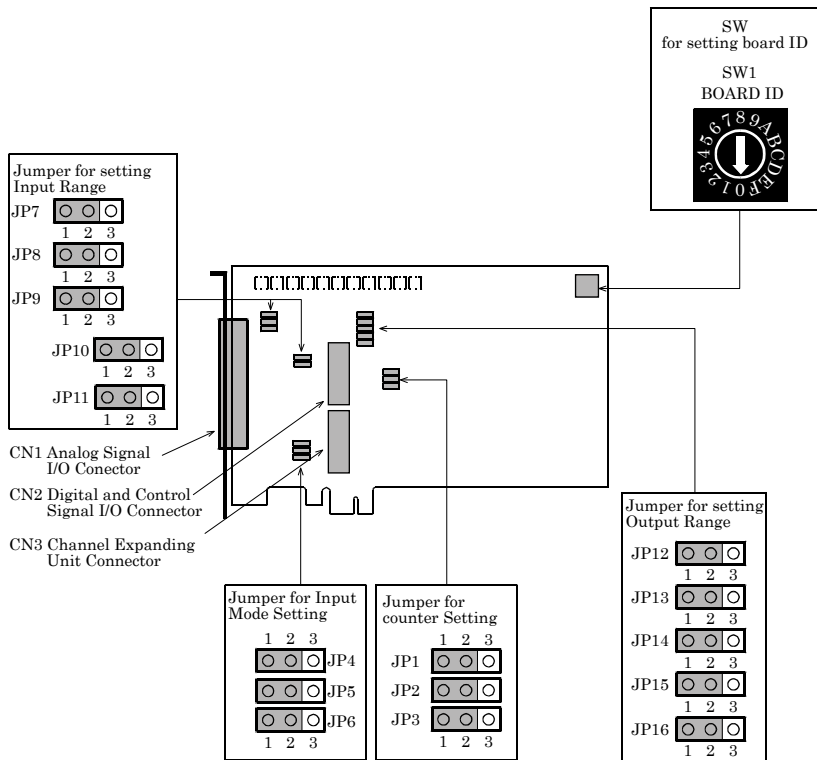 SW
for setting board ID
SW1
BOARD ID
0123456789ABCDEF
Jumper for setting
Input Range
JP7
1 2 3
JP8
1 2 3
JP9
1 2 3
JP10
1 2 3
JP11
1 2 3
CN1 Analog Signal
I/O Conector
CN2 Digital and Control
Signal I/O Connector
CN3 Channel Expanding
Unit Connector
Jumper for Input
Mode Setting
1 2 3
JP4
JP5
JP6
1 2 3
Jumper for
counter Setting
1 2 3
JP1
JP2
JP3
1 2 3
Jumper for setting
Output Range
JP12
1 2 3
JP13
1 2 3
JP14
1 2 3
JP15
1 2 3
JP16
1 2 3